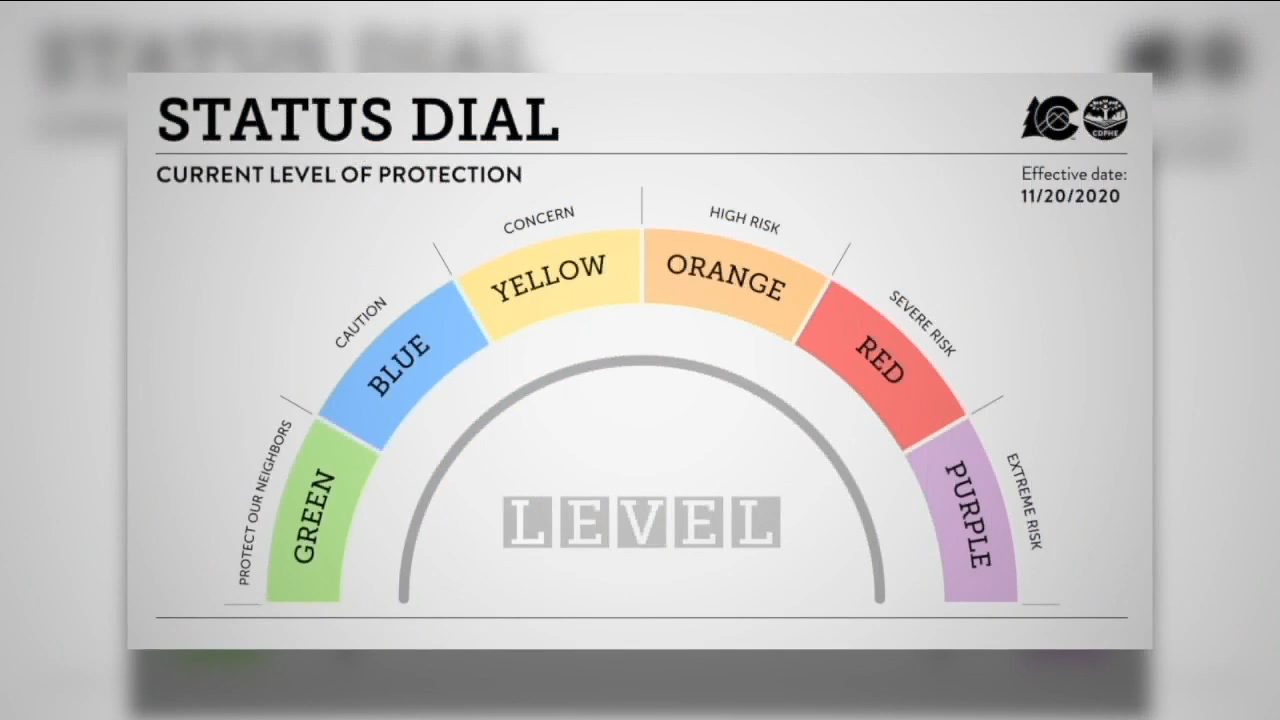 STATUS DIAL
CDPHE
CURRENT LEVEL OF PROTECTION
Effective date:
11/20/2020
PROTECT OUR NEIGHBORS
GREEN
CAUTION
BLUE
CONCERN
YELLOW
HIGH RISK
ORANGE
SEVERE RISK
RED
EXTREME RISK
PURPLE
LEVEL